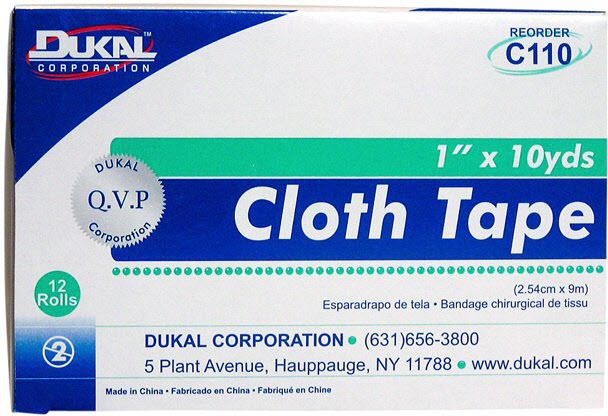 DUKAL™
CORPORATION
REORDER
C110
1" x 10yds
DUKAL
Q.V.P
Corporation
Cloth Tape
12
Rolls
(2.54cm x 9m)
Esparadrapo de tela • Bandage chirurgical de tissu
2
DUKAL CORPORATION • (631)656-3800
5 Plant Avenue, Hauppauge, NY 11788 • www.dukal.com
Made in China • Fabricado en China • Fabriqué en Chine